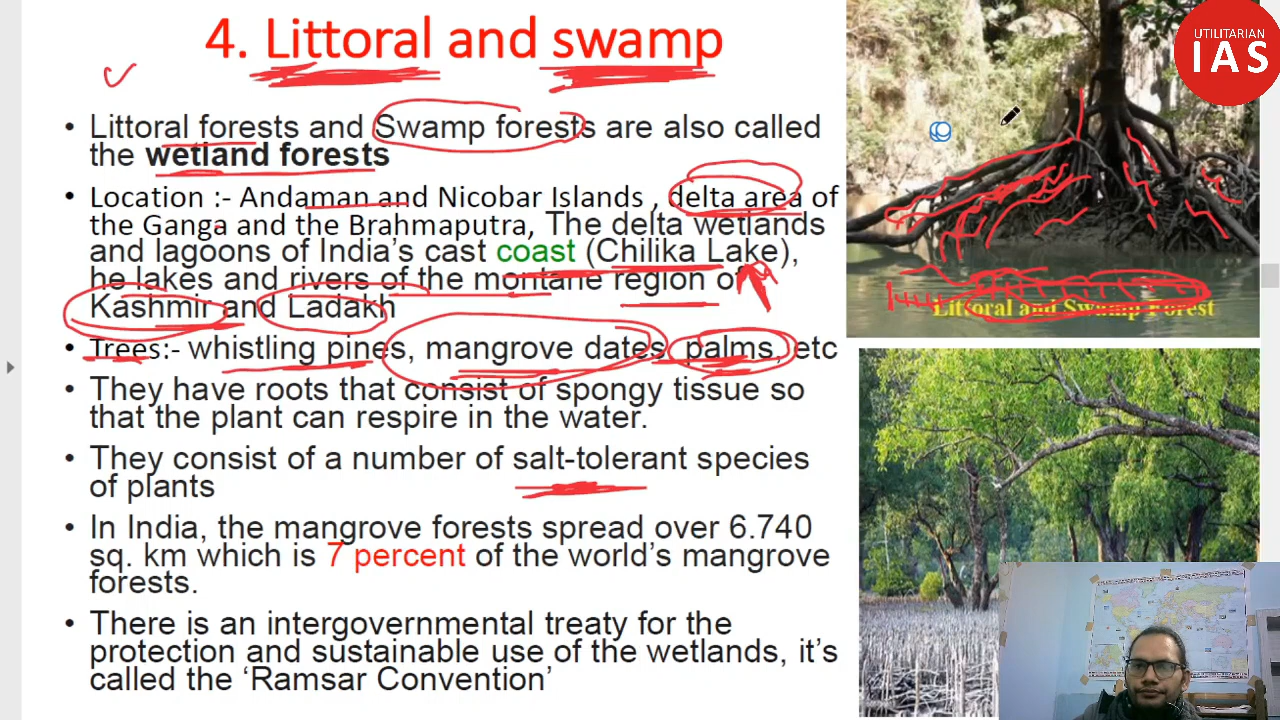 4. Littoral and swamp
UTILITARIAN
IAS
• Littoral forests and Swamp forests are also called
the wetland forests
• Location :- Andaman and Nicobar Islands , delta area of
the Ganga and the Brahmaputra, The delta wetlands
and lagoons of India's cast coast (Chilika Lake),
he lakes and rivers of the montane region of
Kashmir and Ladakh
• Trees:- whistling pines, mangrove dates, palms, etc
• They have roots that consist of spongy tissue so
that the plant can respire in the water.
• They consist of a number of salt-tolerant species
of plants
• In India, the mangrove forests spread over 6.740
sq. km which is 7 percent of the world's mangrove
forests.
• There is an intergovernmental treaty for the
protection and sustainable use of the wetlands, it's
called the 'Ramsar Convention'
Littoral and Swamp Forest